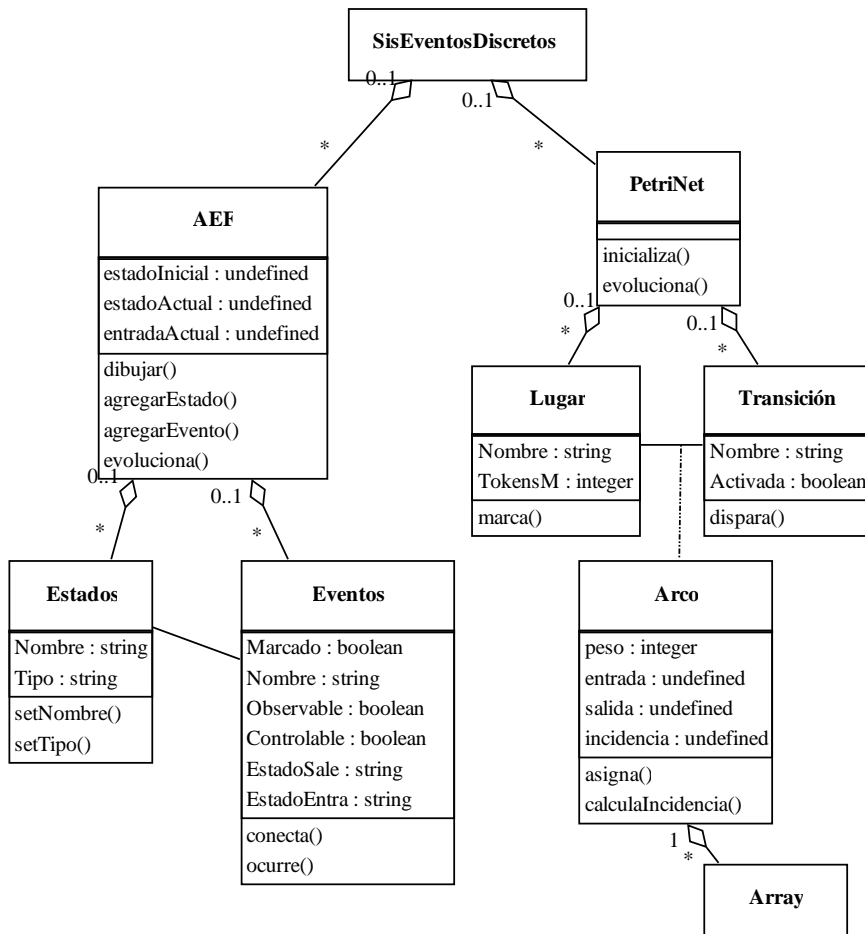 SisEventosDiscretos
0..1
0..1
*
*
AEF
estadoInicial : undefined
estadoActual : undefined
entradaActual : undefined
dibujar()
agregarEstado()
agregarEvento()
evoluciona()
PetriNet
inicializa()
evoluciona()
0..1
0..1
*
*
Lugar
Nombre : string
TokensM : integer
marca()
Transición
Nombre : string
Activada : boolean
dispara()
0..1
0..1
*
*
Estados
Nombre : string
Tipo : string
setNombre()
setTipo()
Eventos
Marcado : boolean
Nombre : string
Observable : boolean
Controlable : boolean
EstadoSale : string
EstadoEntra : string
conecta()
ocurre()
Arco
peso : integer
entrada : undefined
salida : undefined
incidencia : undefined
asigna()
calculaIncidencia()
1
*
Array